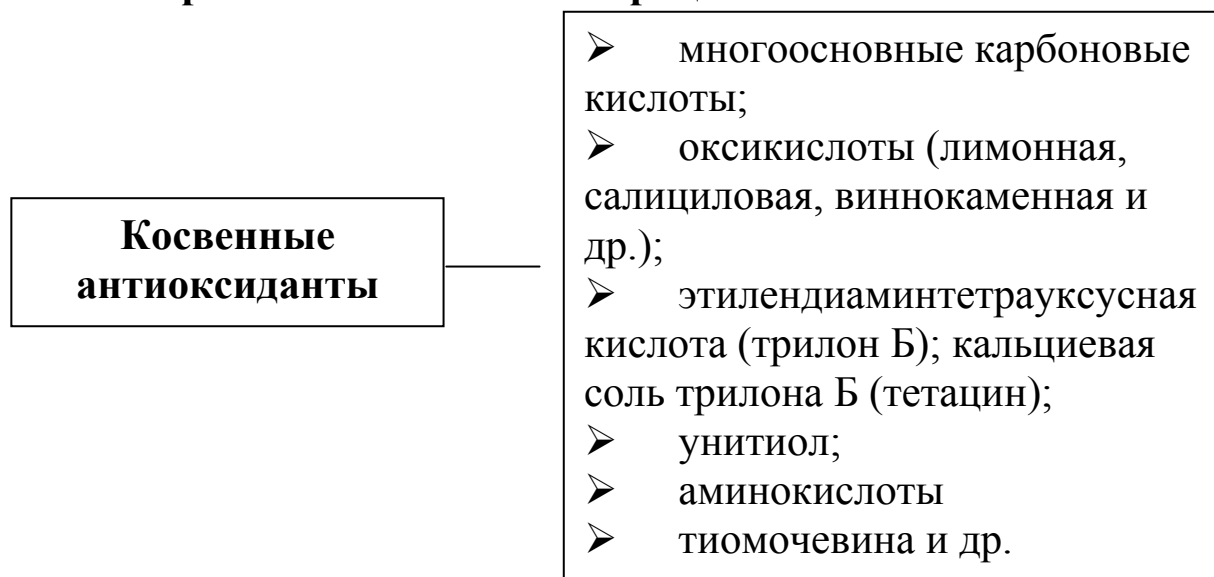 Косвенные
антиоксиданты
➢ многоосновные карбоновые
кислоты;
➢ оксикислоты (лимонная,
салициловая, виннокаменная и
др.);
➢ этилендиаминтетрауксусная
кислота (трилон Б); кальциевая
соль трилона Б (тетацин);
➢ унитиол;
➢ аминокислоты
➢ тиомочевина и др.